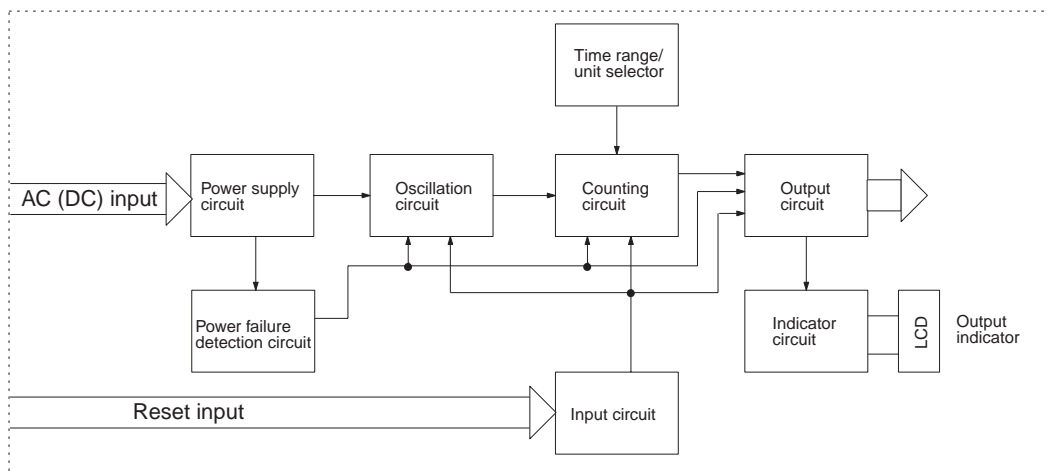 Time range/
unit selector
AC (DC) input
Power supply
circuit
Oscillation
circuit
Counting
circuit
Output
circuit
Power failure
detection circuit
Indicator
circuit
LCD
Output
indicator
Reset input
Input circuit